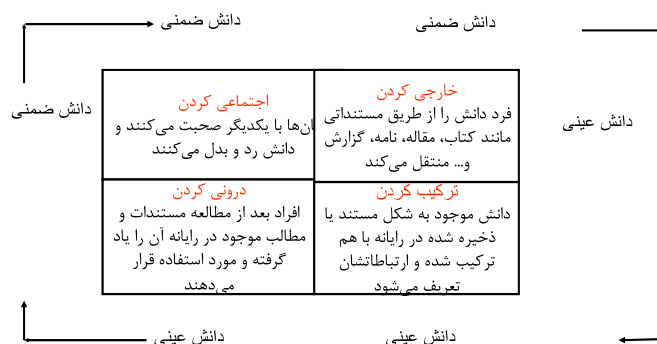 دانش ضمنی
دانش ضمنی
دانش ضمنی
دانش عینی
خارجی کردن
فرد دانش را از طریق مستنداتی
مانند کتاب، مقاله، نامه، گزارش
و... منتقل می‌کند
اجتماعی کردن
با یکدیگر صحبت می‌کنند و
دانش رد و بدل می‌کنند
ترکیب کردن
دانش موجود به شکل مستند یا
ذخیره شده در رایانه با هم
ترکیب شده و ارتباطاتشان
تعریف می‌شود
درونی کردن
افراد بعد از مطالعه مستندات و
مطالب موجود در رایانه آن را یاد
گرفته و مورد استفاده قرار
می‌دهند
دانش عینی
دانش عینی